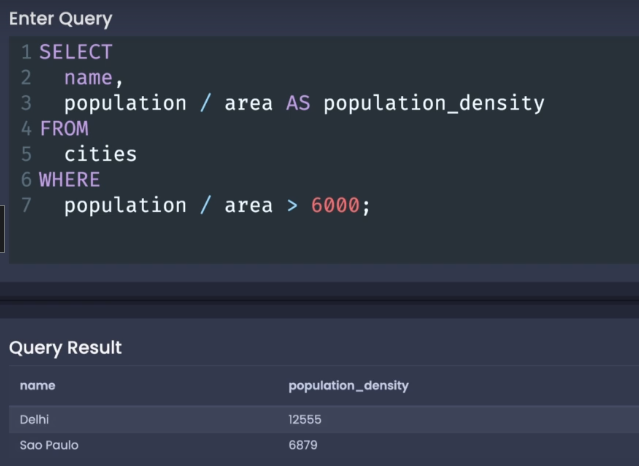 Enter Query
1 SELECT
2 name,
3 population / area AS population_density
4 FROM
5 cities
6 WHERE
7 population / area > 6000;
Query Result
name population_density
Delhi 12555
Sao Paulo 6879